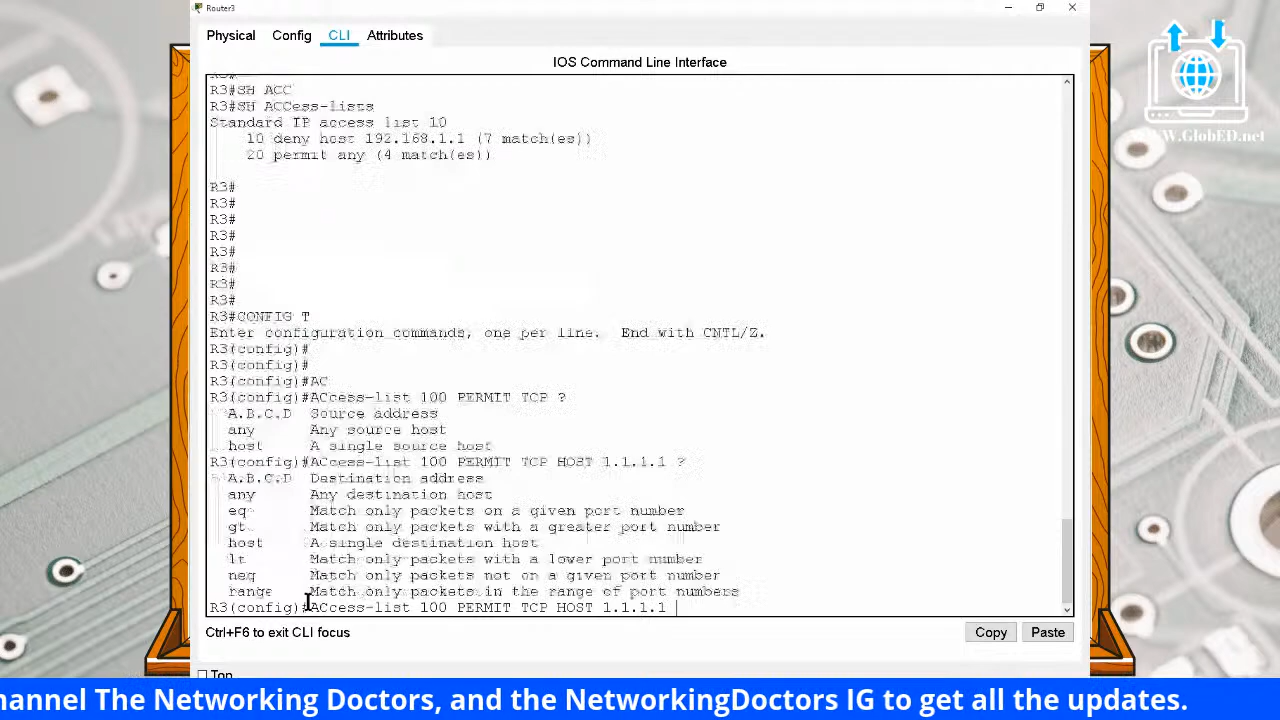 Router3
Physical Config CLI Attributes
IOS Command Line Interface
R3#
R3#SH ACC
R3#SH ACCess-lists
Standard IP access list 10
10 deny host 192.168.1.1 (7 match(es))
20 permit any (4 match(es))
R3#
R3#
R3#
R3#
R3#
R3#
R3#
R3#
R3#CONFIG T
Enter configuration commands, one per line. End with CNTL/Z.
R3(config)#
R3(config)#
R3(config)#AC
R3(config)#ACcess-list 100 PERMIT TCP ?
A.B.C.D Source address
any Any source host
host A single source host
R3(config)#ACcess-list 100 PERMIT TCP HOST 1.1.1.1 ?
A.B.C.D Destination address
any Any destination host
eq Match only packets on a given port number
gt Match only packets with a greater port number
host A single destination host
lt Match only packets with a lower port number
neq Match only packets not on a given port number
range Match only packets in the range of port numbers
R3(config)#ACcess-list 100 PERMIT TCP HOST 1.1.1.1
Ctrl+F6 to exit CLI focus
Copy Paste
Top
WWW.GlobED.net
hannel The Networking Doctors, and the NetworkingDoctors IG to get all the updates.